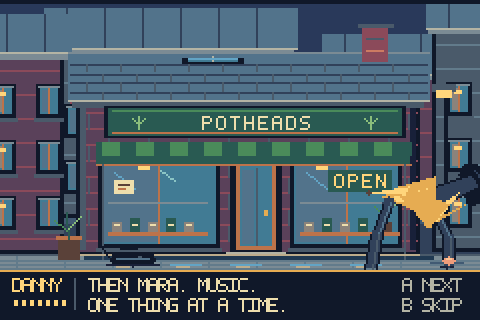 POTHEADS
OPEN
DANNY
THEN MARA. MUSIC.
ONE THING AT A TIME.
A NEXT
B SKIP